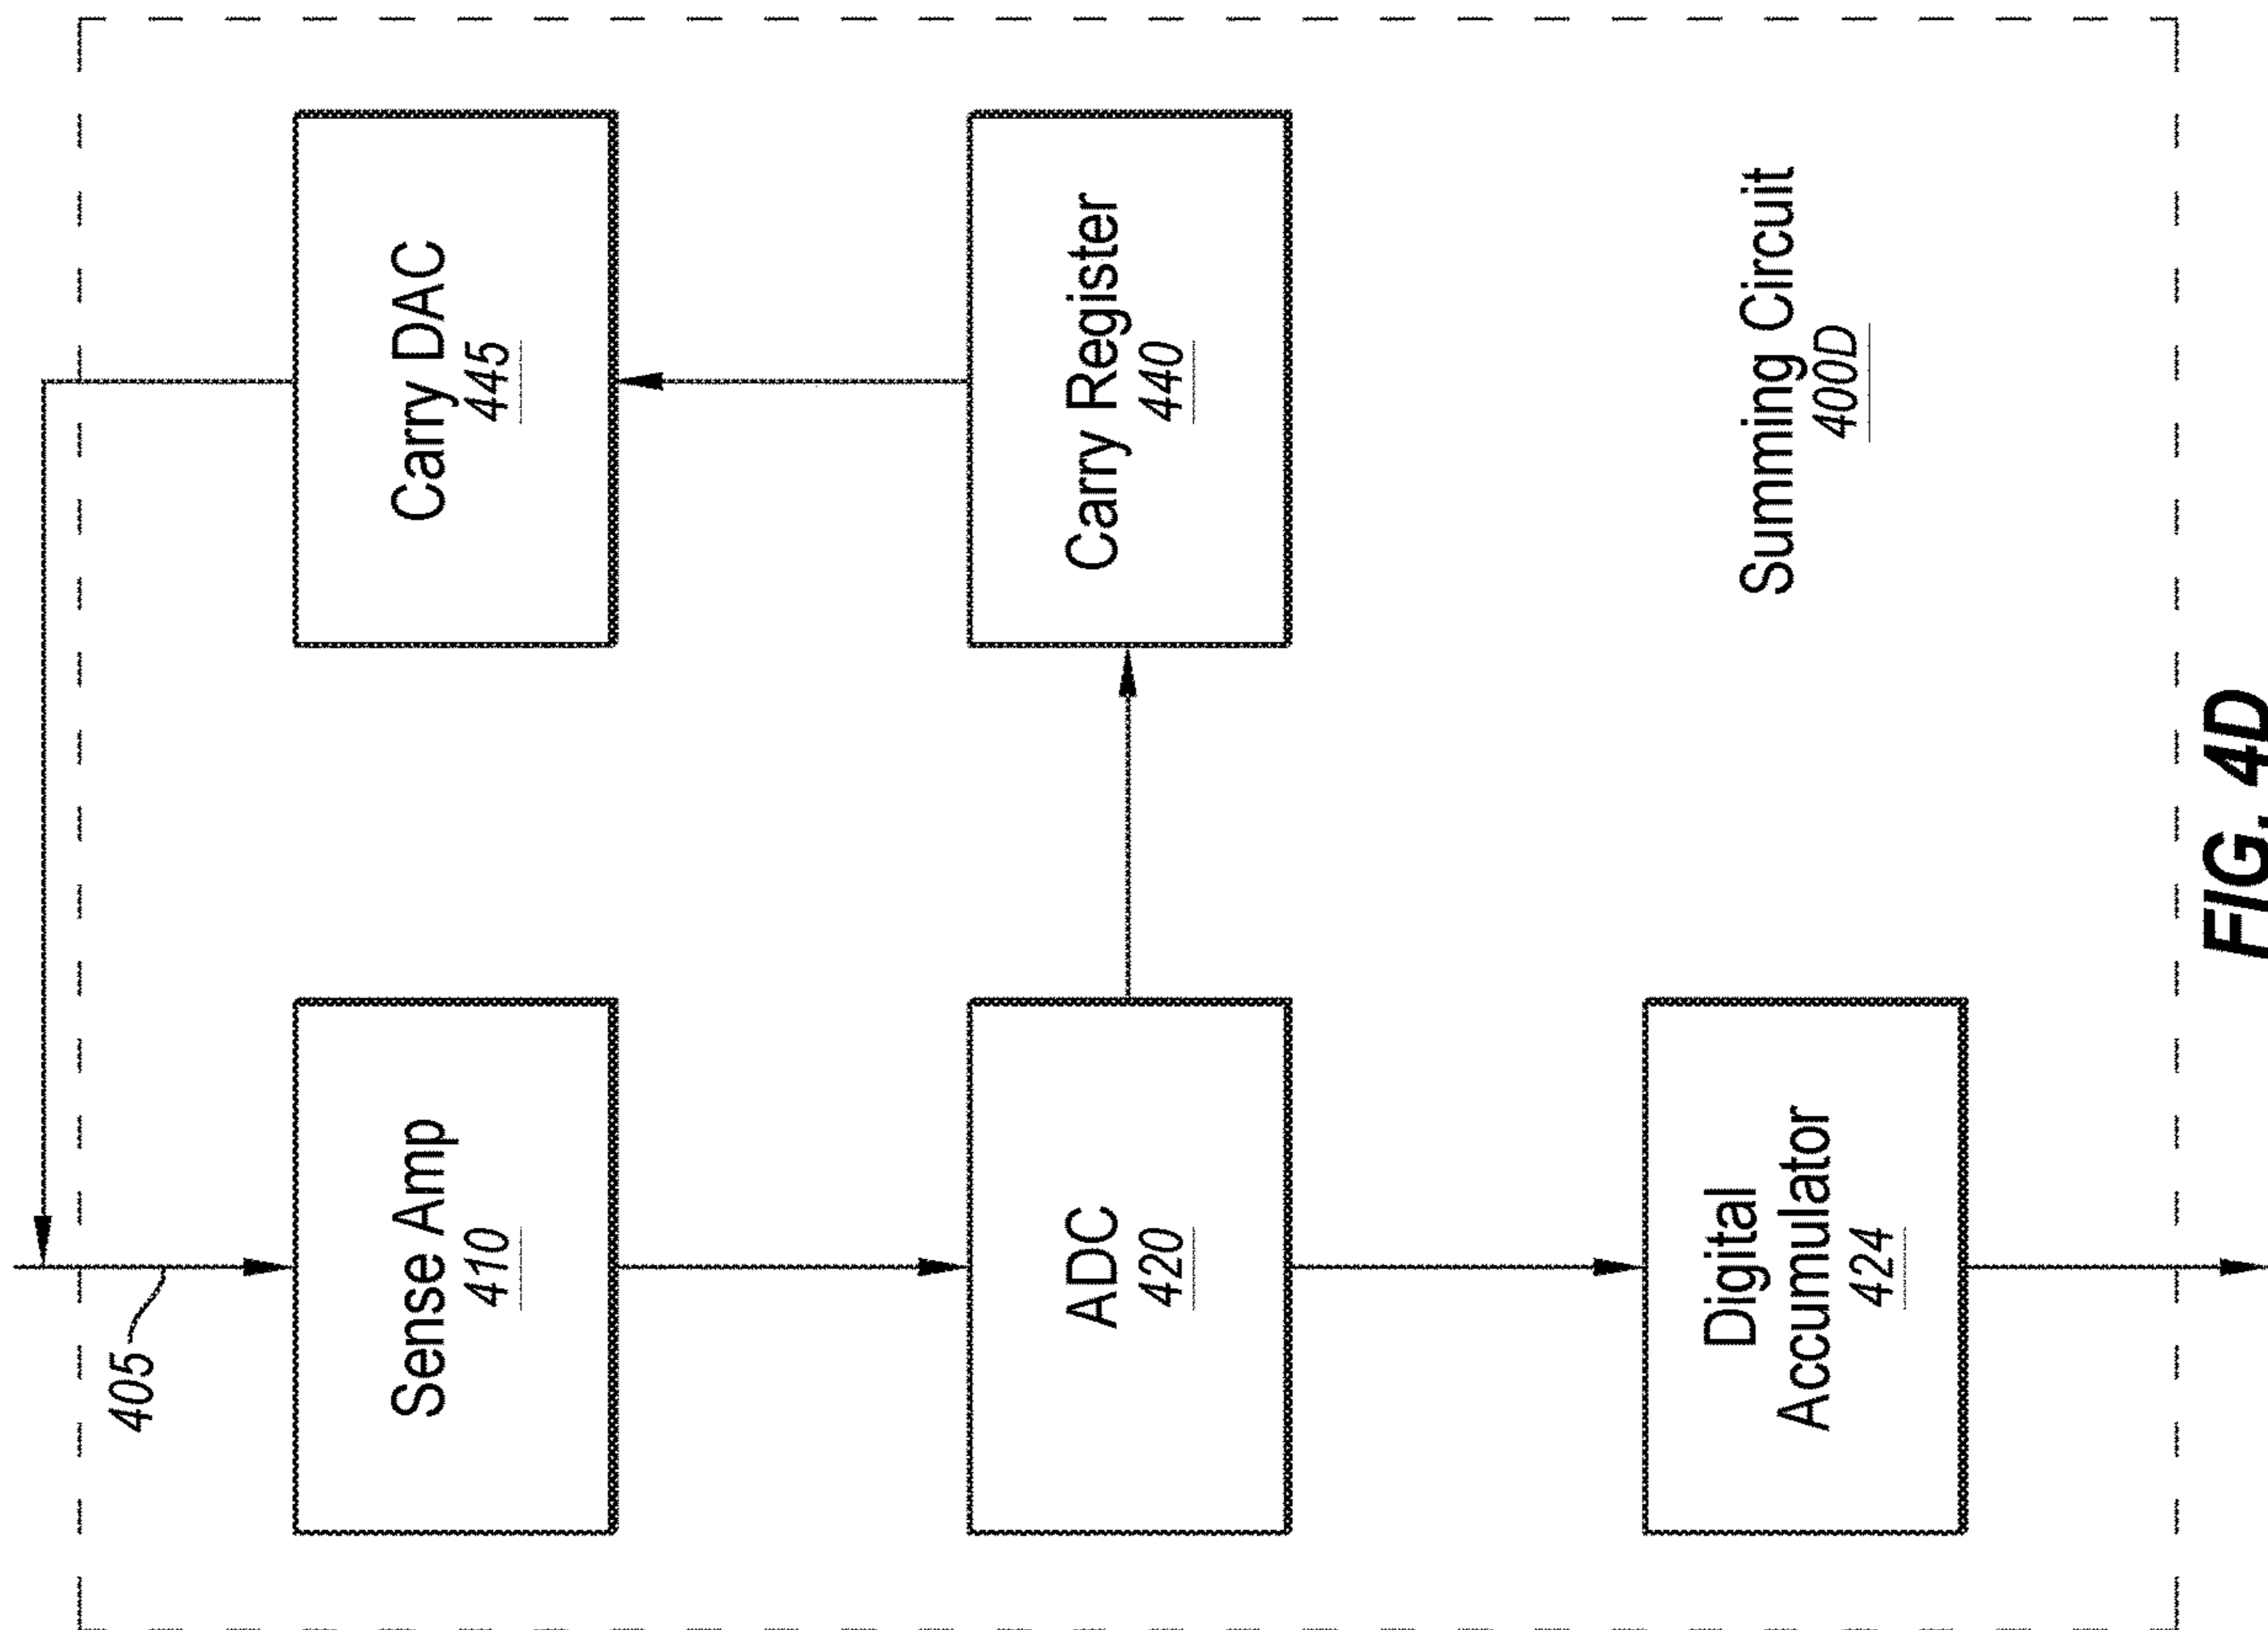 405
Sense Amp
410
Carry DAC
445
ADC
420
Carry Register
440
Digital
Accumulator
424
Summing Circuit
400D
FIG. 4D